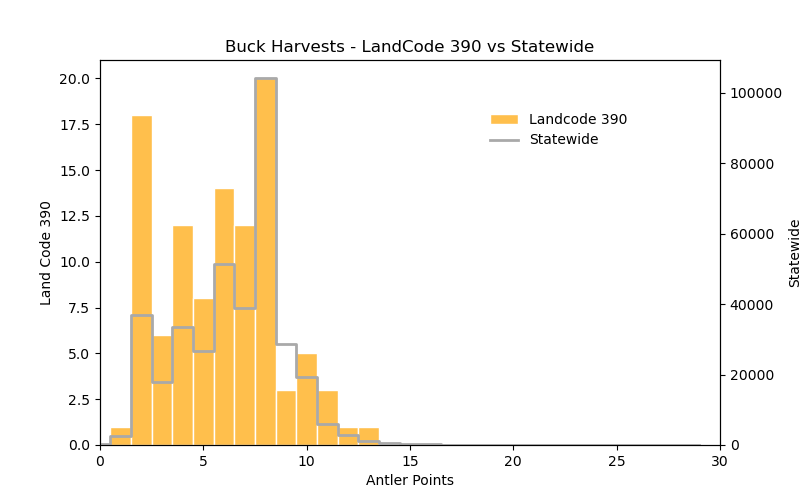 Buck Harvests - LandCode 390 vs Statewide
20.0
17.5
15.0
12.5
10.0
7.5
5.0
2.5
0.0
Land Code 390
Landcode 390
Statewide
100000
80000
60000
40000
20000
0
Statewide
0 5 10 15 20 25 30
Antler Points